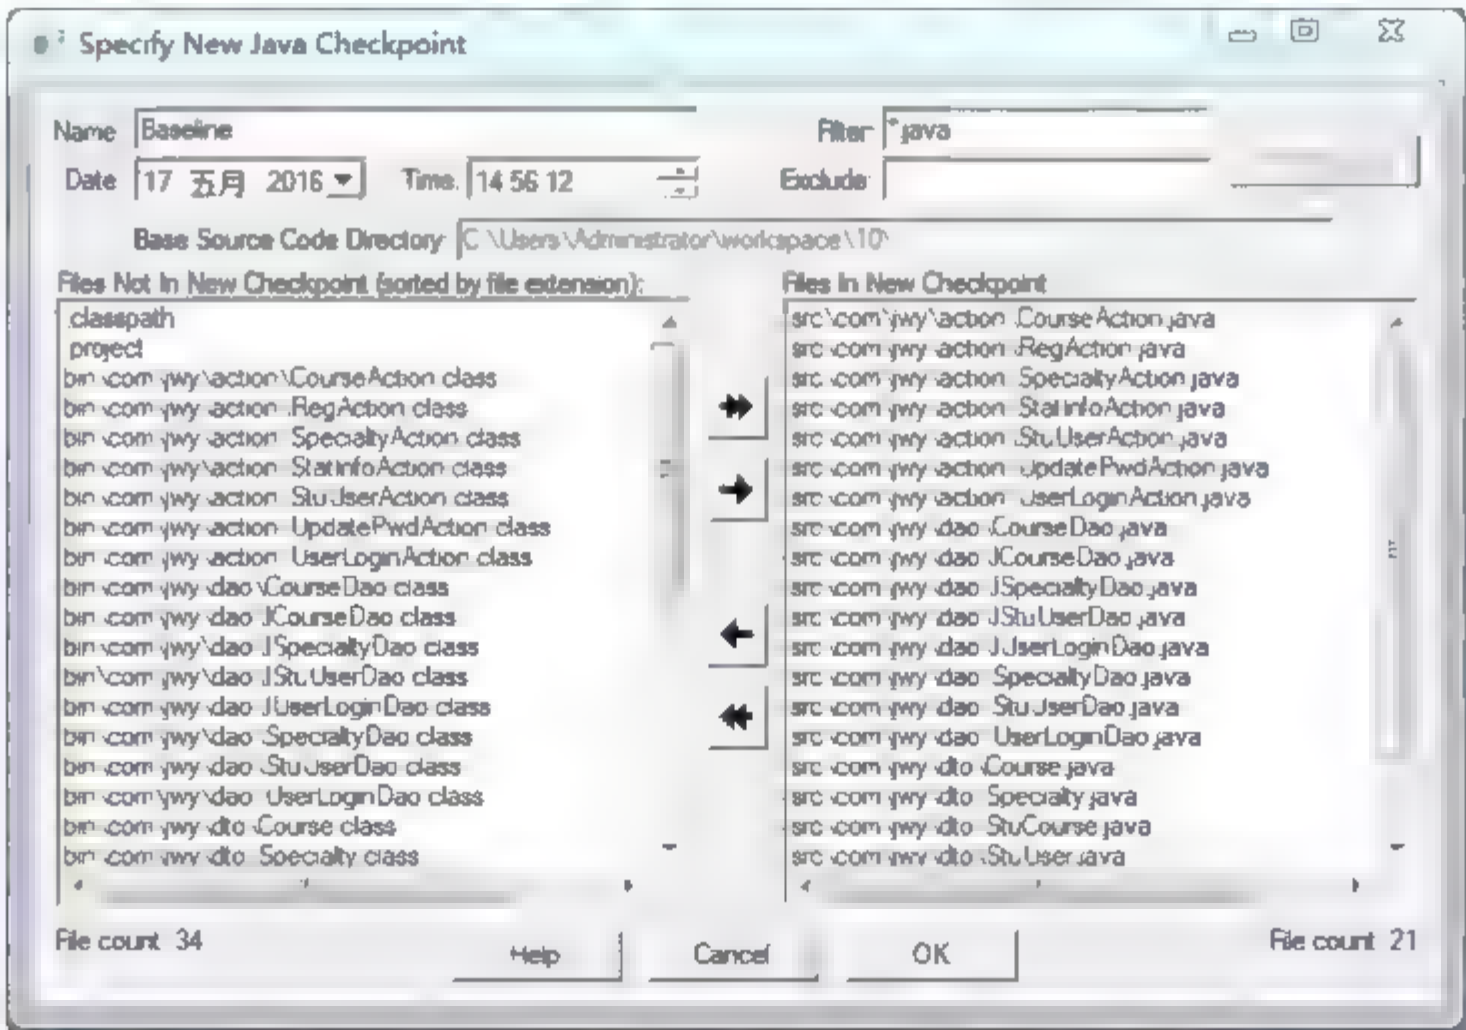 Specify New Java Checkpoint
Name Baseline
Filter *.java
Date 17 五月 2016 Time. 14 56 12
Exclude
Base Source Code Directory C:\Users\Administrator\workspace\10\
Files Not In New Checkpoint (sorted by file extension):
.classpath
.project
bin\com\jwy\action\CourseAction.class
bin\com\jwy\action\RegAction.class
bin\com\jwy\action\SpecialtyAction.class
bin\com\jwy\action\StatInfoAction.class
bin\com\jwy\action\StuUserAction.class
bin\com\jwy\action\UpdatePwdAction.class
bin\com\jwy\action\UserLoginAction.class
bin\com\jwy\dao\CourseDao.class
bin\com\jwy\dao\ICourseDao.class
bin\com\jwy\dao\ISpecialtyDao.class
bin\com\jwy\dao\IStuUserDao.class
bin\com\jwy\dao\IUserLoginDao.class
bin\com\jwy\dao\SpecialtyDao.class
bin\com\jwy\dao\StuUserDao.class
bin\com\jwy\dao\UserLoginDao.class
bin\com\jwy\dto\Course.class
bin\com\jwy\dto\Specialty.class
File count 34
Files In New Checkpoint
src\com\jwy\action\CourseAction.java
src\com\jwy\action\RegAction.java
src\com\jwy\action\SpecialtyAction.java
src\com\jwy\action\StatInfoAction.java
src\com\jwy\action\StuUserAction.java
src\com\jwy\action\UpdatePwdAction.java
src\com\jwy\action\UserLoginAction.java
src\com\jwy\dao\CourseDao.java
src\com\jwy\dao\ICourseDao.java
src\com\jwy\dao\ISpecialtyDao.java
src\com\jwy\dao\IStuUserDao.java
src\com\jwy\dao\IUserLoginDao.java
src\com\jwy\dao\SpecialtyDao.java
src\com\jwy\dao\StuUserDao.java
src\com\jwy\dao\UserLoginDao.java
src\com\jwy\dto\Course.java
src\com\jwy\dto\Specialty.java
src\com\jwy\dto\StuCourse.java
src\com\jwy\dto\StuUser.java
File count 21
Help Cancel OK